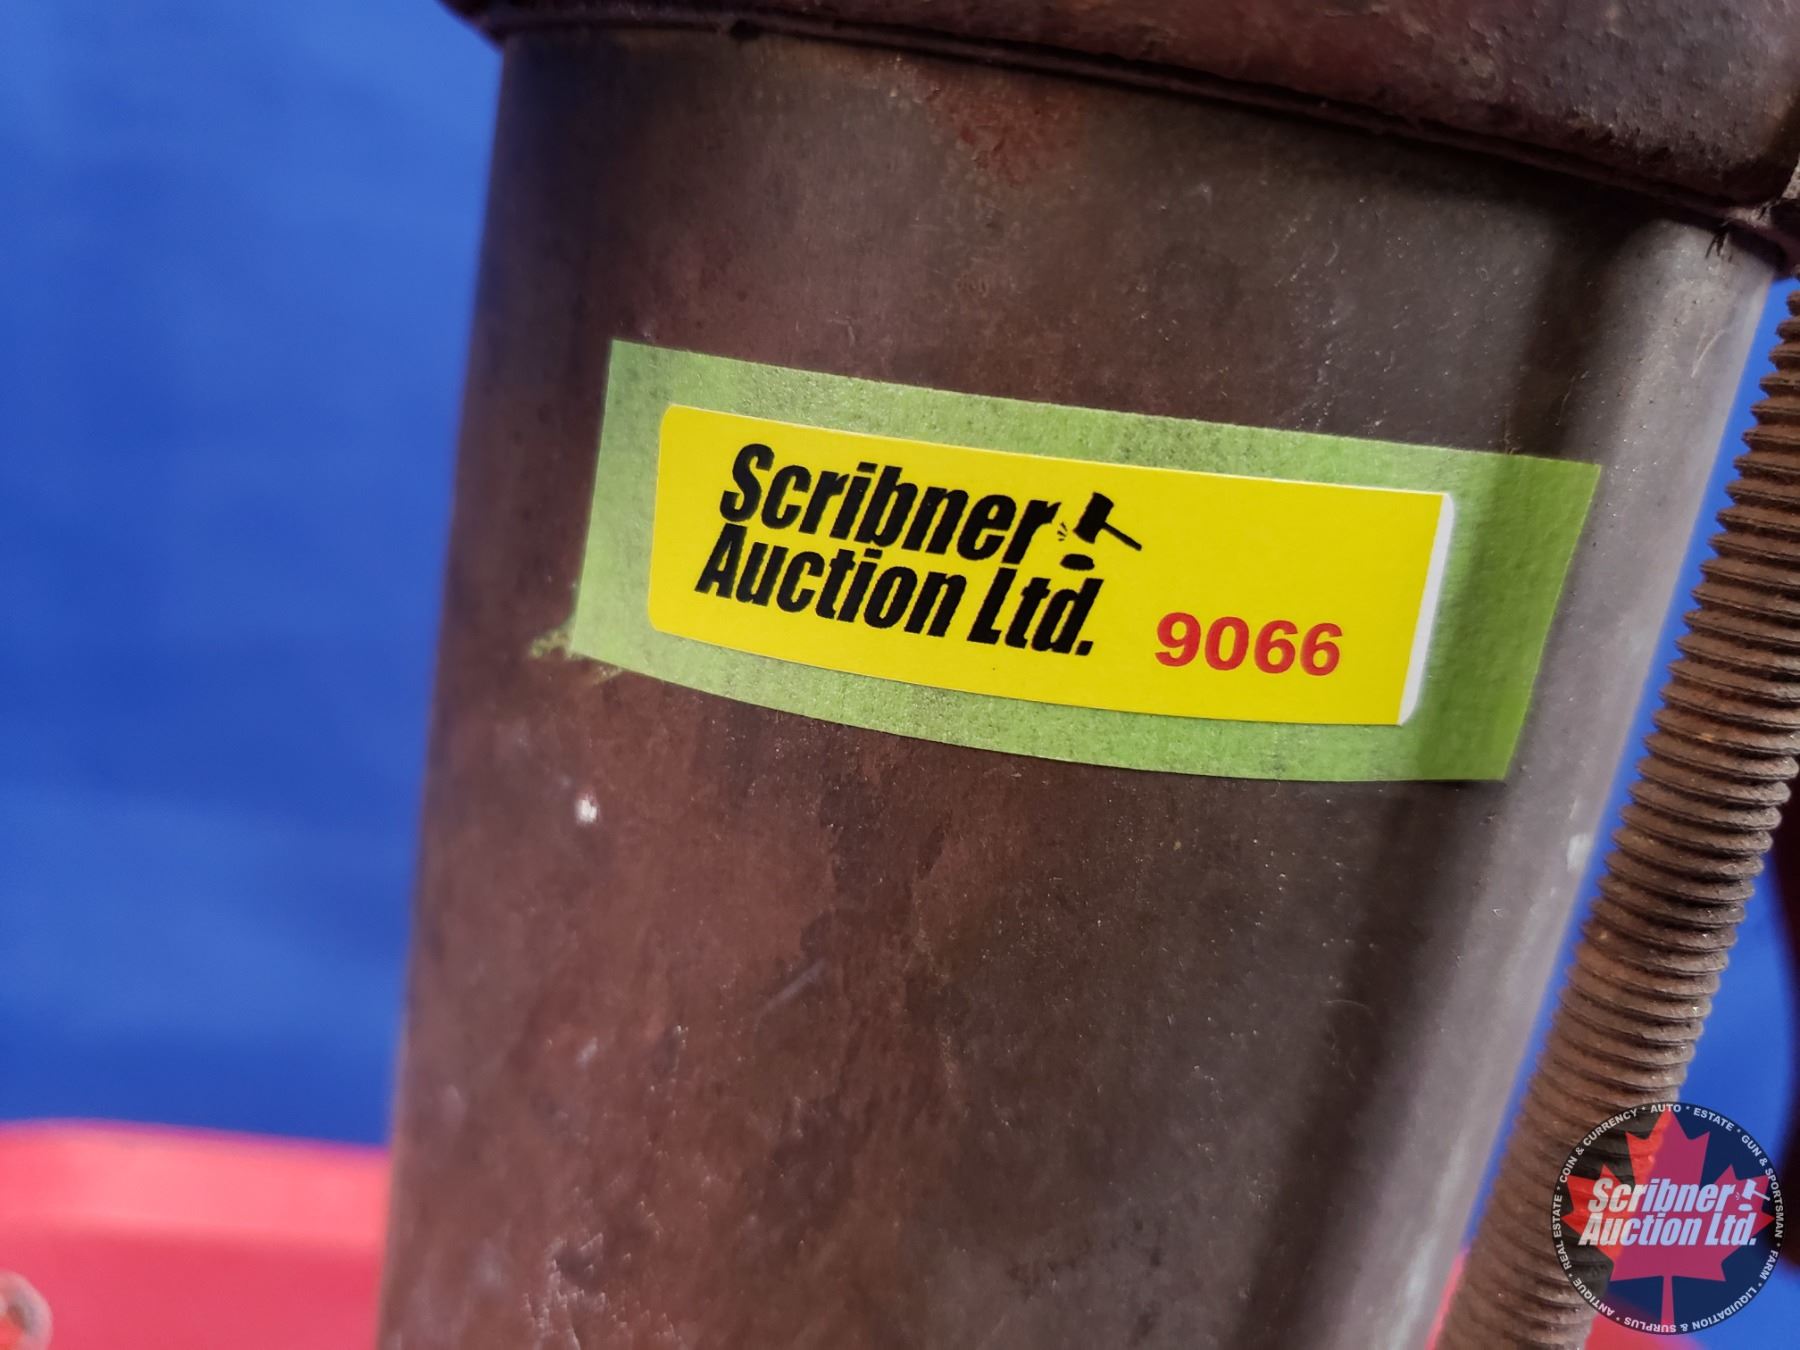 Scribner
Auction Ltd.
9066
COIN & CURRENCY * AUTO * ESTATE * GUN & SPORTSMAN * FARM * LIQUIDATION & SURPLUS * ANTIQUE * REAL ESTATE *
Scribner
Auction Ltd.